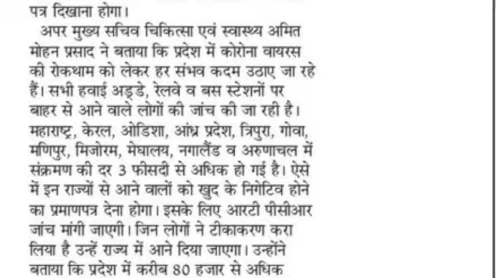 पत्र दिखाना होगा।
अपर मुख्य सचिव चिकित्सा एवं स्वास्थ्य अमित
मोहन प्रसाद ने बताया कि प्रदेश में कोरोना वायरस
की रोकथाम को लेकर हर संभव कदम उठाए जा रहे
हैं। सभी हवाई अड्डे, रेलवे व बस स्टेशनों पर
बाहर से आने वाले लोगों की जांच की जा रही है।
महाराष्ट्र, केरल, ओडिशा, आंध्र प्रदेश, त्रिपुरा, गोवा,
मणिपुर, मिजोरम, मेघालय, नगालैंड व अरुणाचल में
संक्रमण की दर 3 फीसदी से अधिक हो गई है। ऐसे
में इन राज्यों से आने वालों को खुद के निगेटिव होने
का प्रमाणपत्र देना होगा। इसके लिए आरटी पीसीआर
जांच मांगी जाएगी। जिन लोगों ने टीकाकरण करा
लिया है उन्हें राज्य में आने दिया जाएगा। उन्होंने
बताया कि प्रदेश में करीब 80 हजार से अधिक